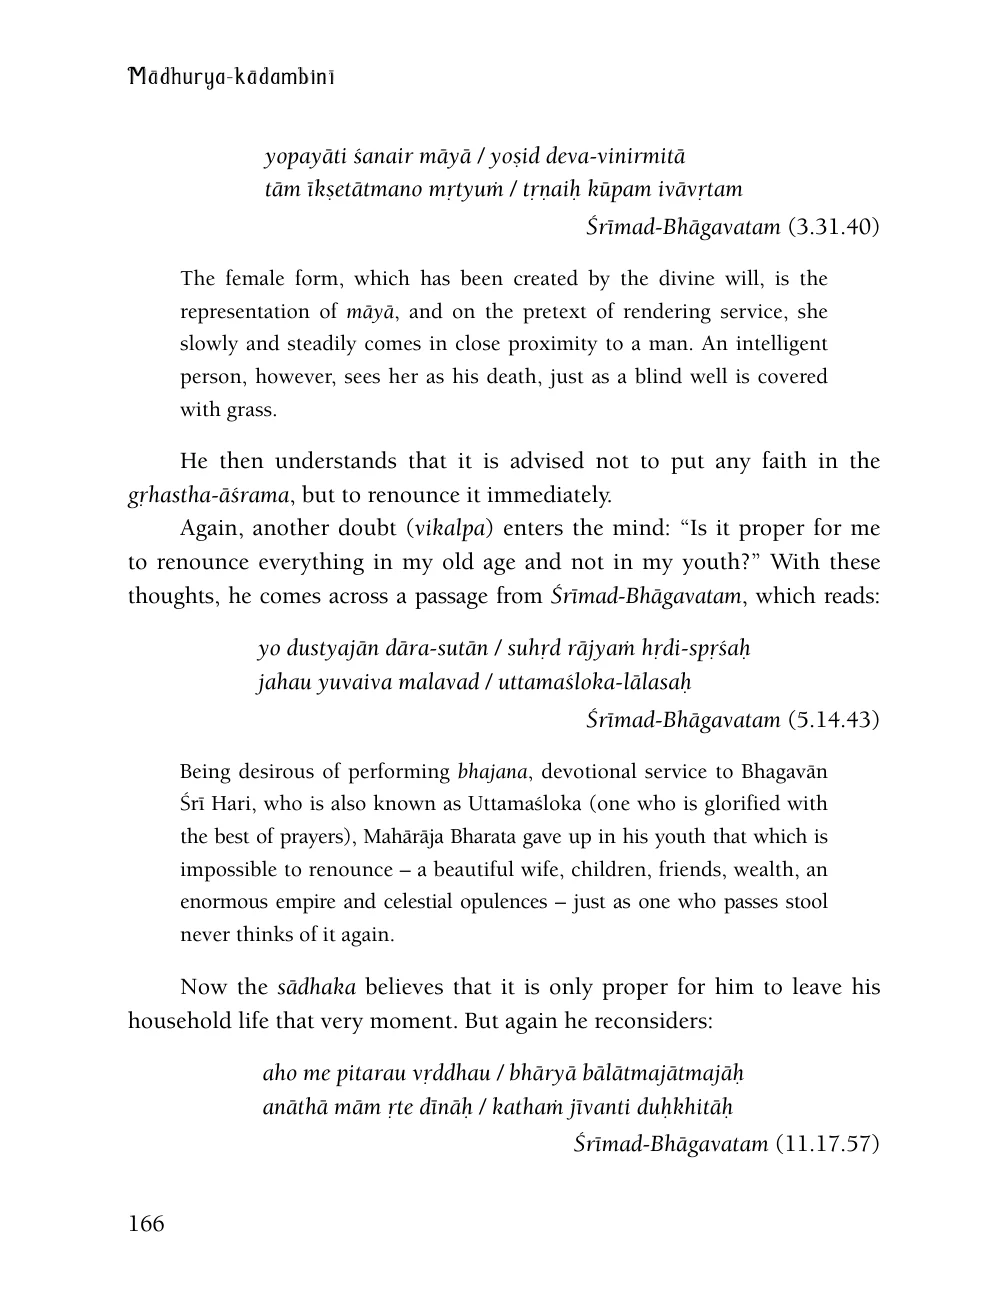 Mādhurya-kādambinī
yopayāti śanair māyā / yoṣid deva-vinirmitā
tām īkṣetātmano mṛtyuṁ / tṛṇaiḥ kūpam ivāvṛtam
Śrīmad-Bhāgavatam (3.31.40)
The female form, which has been created by the divine will, is the
representation of māyā, and on the pretext of rendering service, she
slowly and steadily comes in close proximity to a man. An intelligent
person, however, sees her as his death, just as a blind well is covered
with grass.
He then understands that it is advised not to put any faith in the
gṛhastha-āśrama, but to renounce it immediately.
Again, another doubt (vikalpa) enters the mind: “Is it proper for me
to renounce everything in my old age and not in my youth?” With these
thoughts, he comes across a passage from Śrīmad-Bhāgavatam, which reads:
yo dustyajān dāra-sutān / suhṛd rājyaṁ hṛdi-spṛśaḥ
jahau yuvaiva malavad / uttamaśloka-lālasaḥ
Śrīmad-Bhāgavatam (5.14.43)
Being desirous of performing bhajana, devotional service to Bhagavān
Śrī Hari, who is also known as Uttamaśloka (one who is glorified with
the best of prayers), Mahārāja Bharata gave up in his youth that which is
impossible to renounce – a beautiful wife, children, friends, wealth, an
enormous empire and celestial opulences – just as one who passes stool
never thinks of it again.
Now the sādhaka believes that it is only proper for him to leave his
household life that very moment. But again he reconsiders:
aho me pitarau vṛddhau / bhāryā bālātmajātmajāḥ
anāthā mām ṛte dīnāḥ / kathaṁ jīvanti duḥkhitāḥ
Śrīmad-Bhāgavatam (11.17.57)
166